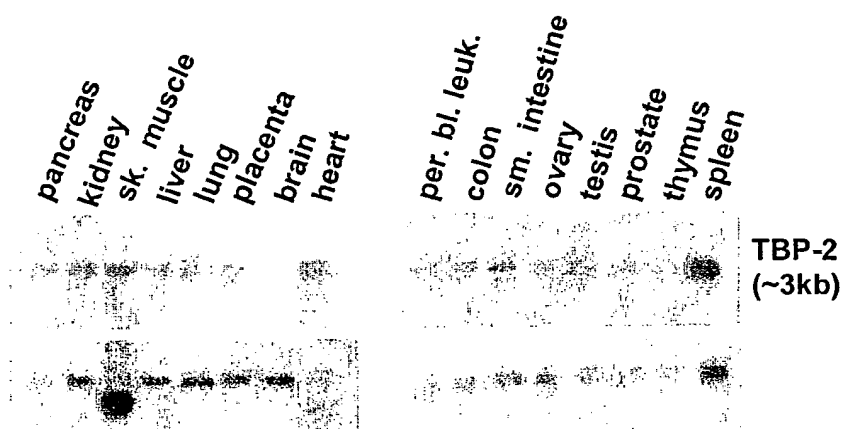 pancreas
kidney
sk. muscle
liver
lung
placenta
brain
heart
per. bl. leuk.
colon
sm. intestine
ovary
testis
prostate
thymus
spleen
TBP-2
(~3kb)